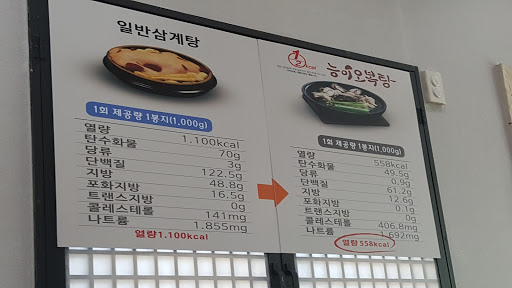 일반삼계탕
1회 제공량 1봉지(1,000g)
열량 1.100kcal
탄수화물 70g
당류 3g
단백질 122.5g
지방 48.8g
포화지방 16.5g
트랜스지방 0g
콜레스테롤 141mg
나트륨 1.855mg
열량1.100kcal
1/2 kcal
능이오복탕
1회 제공량 1봉지(1,000g)
열량 558kcal
탄수화물 49.5g
당류 0.9g
단백질 61.2g
지방 12.6g
포화지방 0.1g
트랜스지방 0g
콜레스테롤 406.8mg
나트륨 1.692mg
열량 558kcal